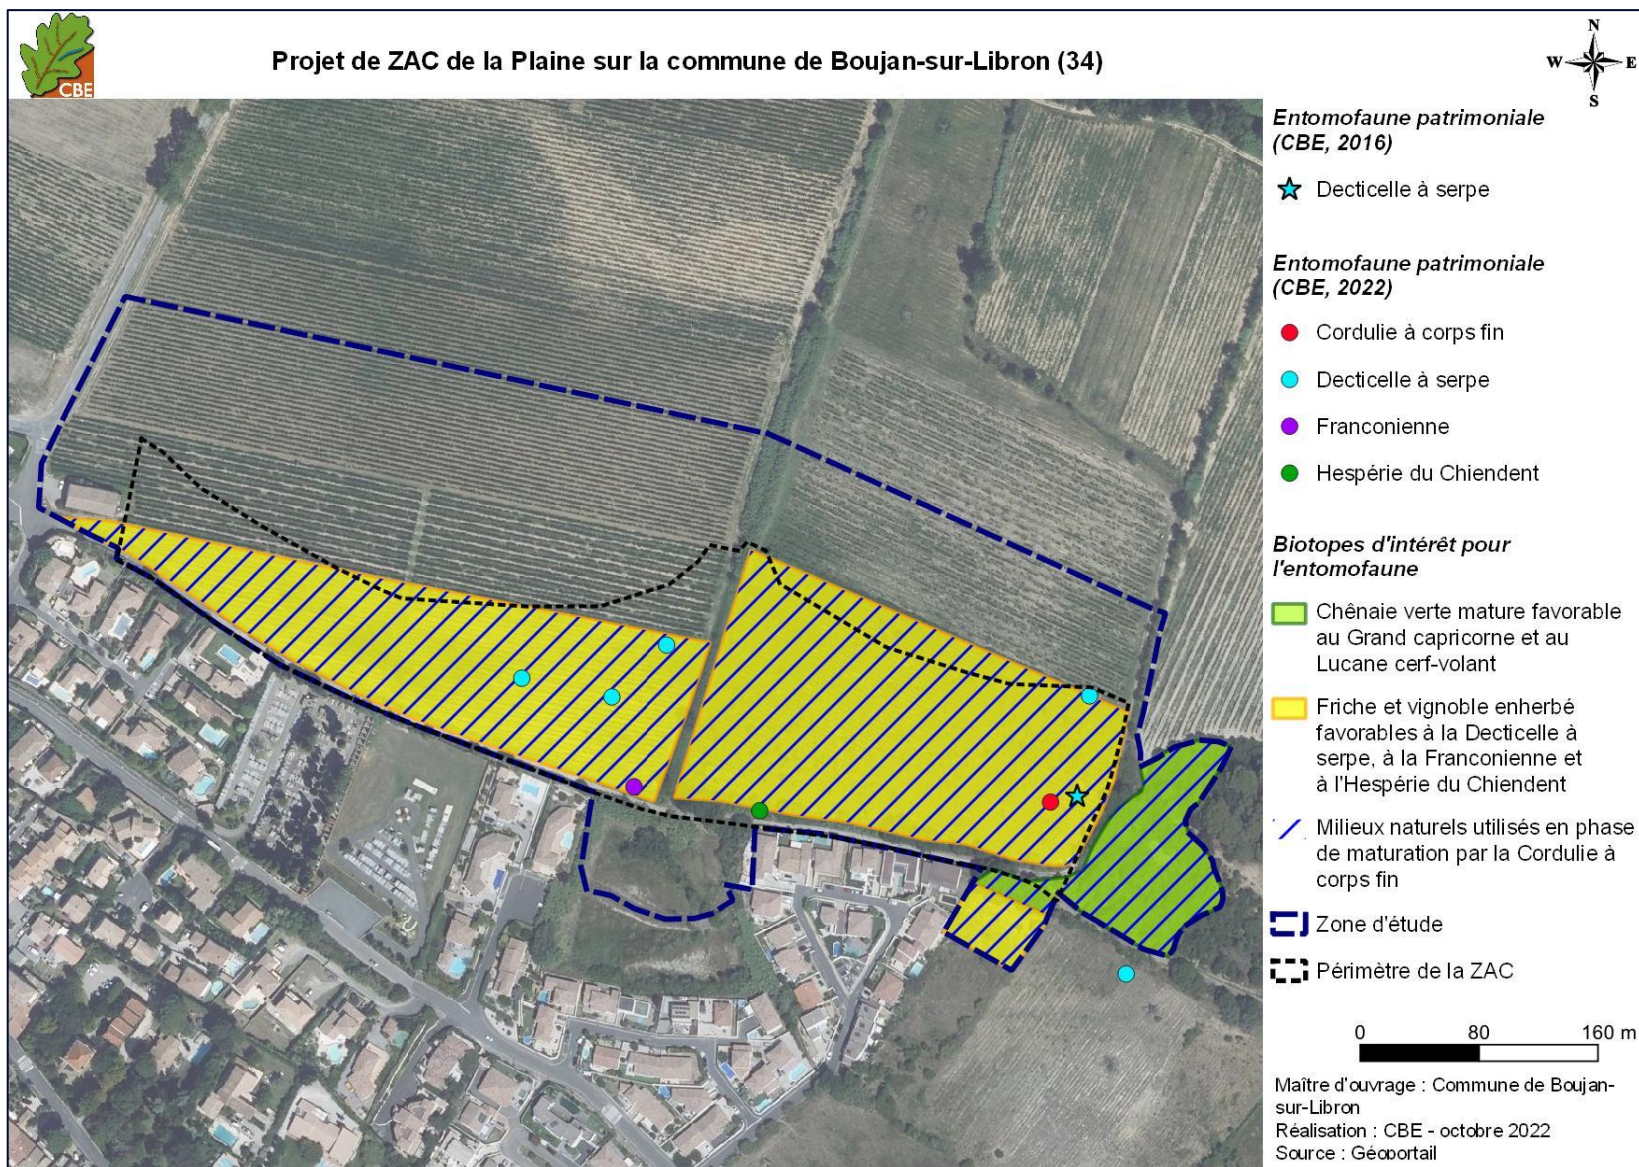 CBE
Projet de ZAC de la Plaine sur la commune de Boujan-sur-Libron (34)
N
W E
S
Entomofaune patrimoniale
(CBE, 2016)
Decticelle à serpe
Entomofaune patrimoniale
(CBE, 2022)
Cordulie à corps fin
Decticelle à serpe
Franconienne
Hespérie du Chiendent
Biotopes d'intérêt pour
l'entomofaune
Chênaie verte mature favorable
au Grand capricorne et au
Lucane cerf-volant
Friche et vignoble enherbé
favorables à la Decticelle à
serpe, à la Franconienne et
à l'Hespérie du Chiendent
Milieux naturels utilisés en phase
de maturation par la Cordulie à
corps fin
Zone d'étude
Périmètre de la ZAC
0 80 160 m
Maître d'ouvrage : Commune de Boujan-
sur-Libron
Réalisation : CBE - octobre 2022
Source : Géoportail